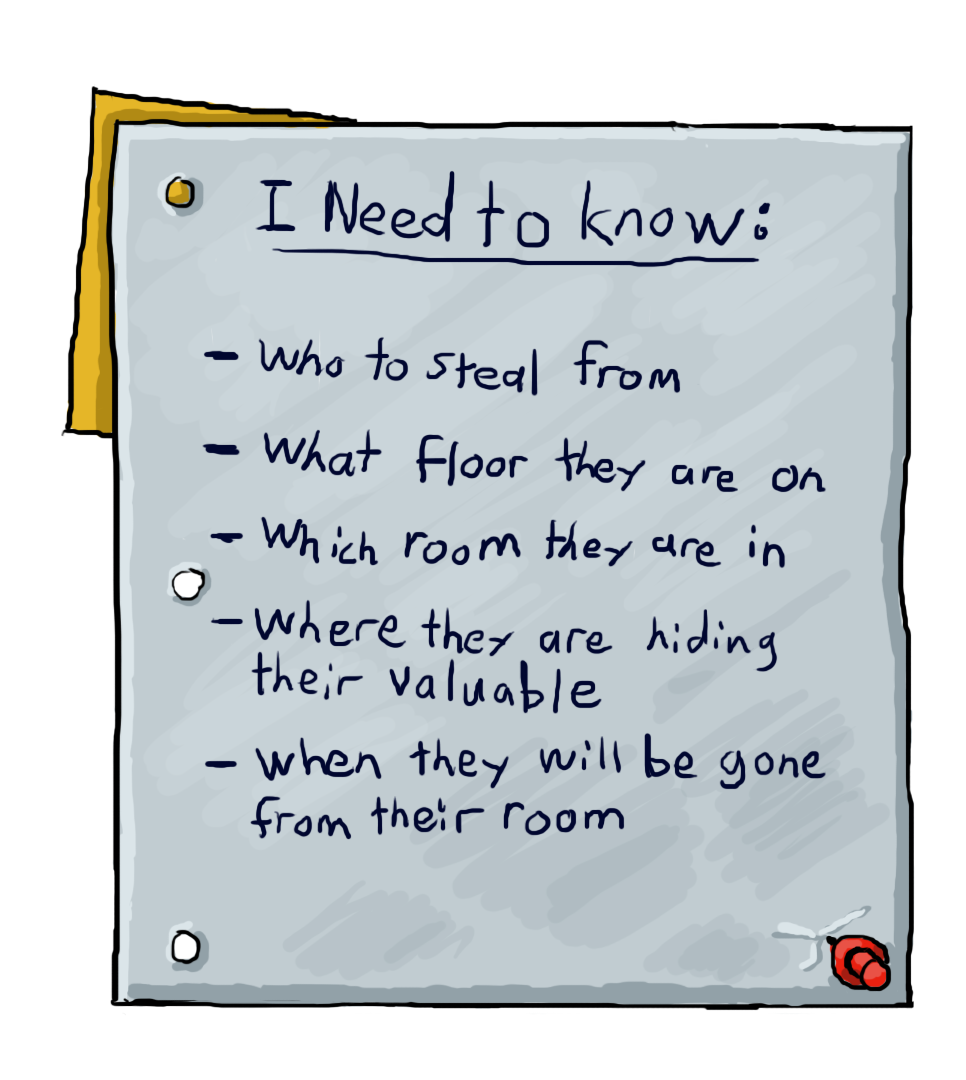 I Need to know:
- Who to steal from
- What floor they are on
- Which room they are in
- Where they are hiding
their valuable
- when they will be gone
from their room